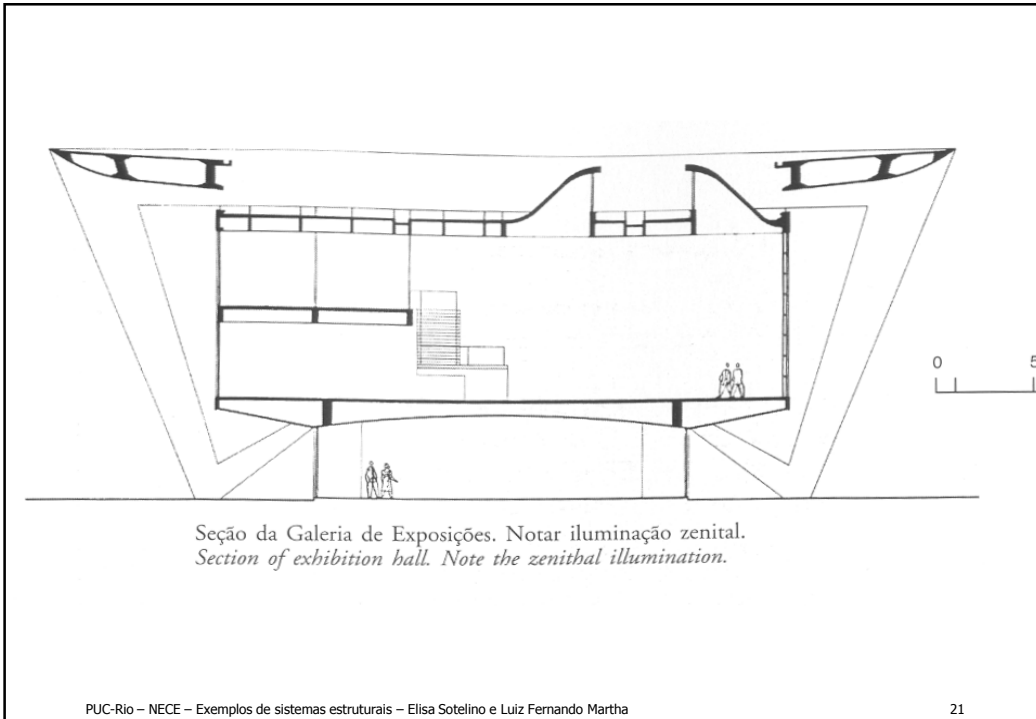 0 5
Seção da Galeria de Exposições. Notar iluminação zenital.
Section of exhibition hall. Note the zenithal illumination.
PUC-Rio – NECE – Exemplos de sistemas estruturais – Elisa Sotelino e Luiz Fernando Martha 21